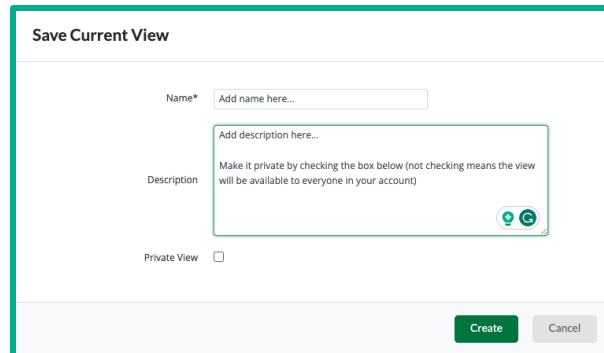 Save Current View
Name*
Add name here...
Description
Add description here...
Make it private by checking the box below (not checking means the view
will be available to everyone in your account)
Private View
Create
Cancel